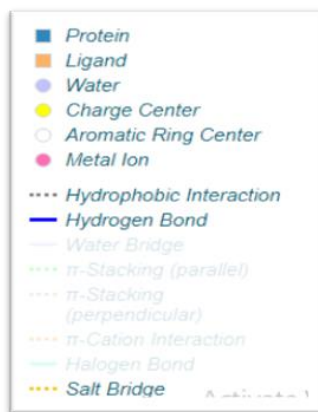 Protein
Ligand
Water
Charge Center
Aromatic Ring Center
Metal Ion
Hydrophobic Interaction
Hydrogen Bond
Water Bridge
π-Stacking (parallel)
π-Stacking
(perpendicular)
π-Cation Interaction
Halogen Bond
Salt Bridge